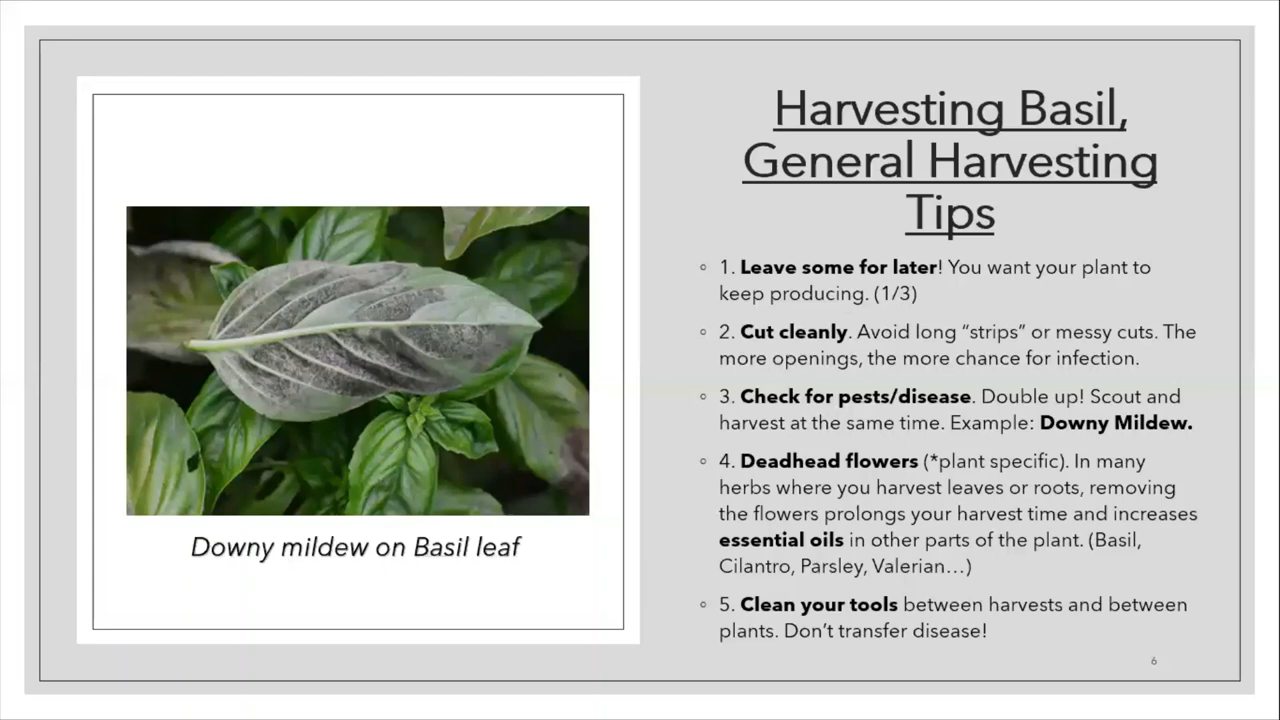 Harvesting Basil,
General Harvesting
Tips
Downy mildew on Basil leaf
◦ 1. Leave some for later! You want your plant to
keep producing. (1/3)
◦ 2. Cut cleanly. Avoid long “strips” or messy cuts. The
more openings, the more chance for infection.
◦ 3. Check for pests/disease. Double up! Scout and
harvest at the same time. Example: Downy Mildew.
◦ 4. Deadhead flowers (*plant specific). In many
herbs where you harvest leaves or roots, removing
the flowers prolongs your harvest time and increases
essential oils in other parts of the plant. (Basil,
Cilantro, Parsley, Valerian…)
◦ 5. Clean your tools between harvests and between
plants. Don’t transfer disease!
6